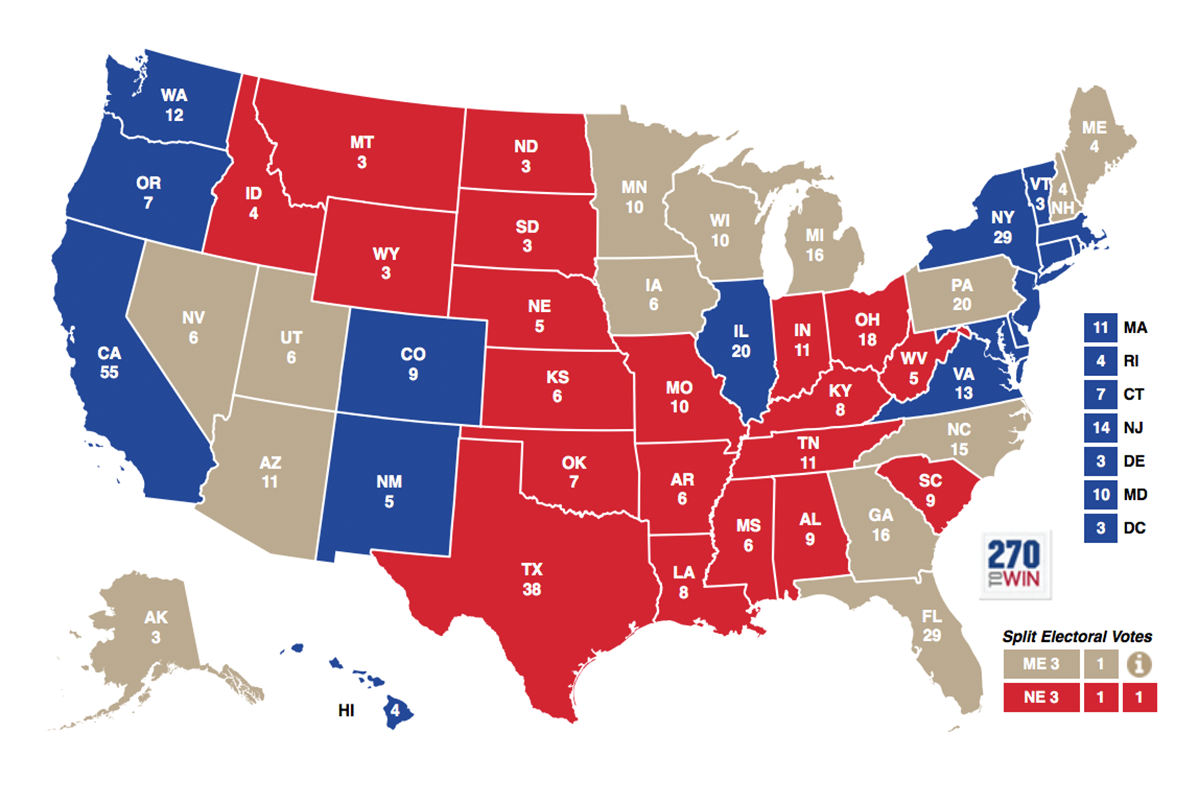 WA
12
OR
7
CA
55
ID
4
NV
6
MT
3
WY
3
UT
6
AZ
11
CO
9
NM
5
ND
3
SD
3
NE
5
KS
6
OK
7
TX
38
MN
10
IA
6
MO
10
AR
6
LA
8
WI
10
IL
20
MI
16
IN
11
OH
18
KY
8
TN
11
MS
6
AL
9
GA
16
FL
29
SC
9
NC
15
VA
13
WV
5
PA
20
NY
29
VT
3
4
NH
ME
4
AK
3
HI
4
11 MA
4 RI
7 CT
14 NJ
3 DE
10 MD
3 DC
270
TO WIN
Split Electoral Votes
ME 3 1 i
NE 3 1 1